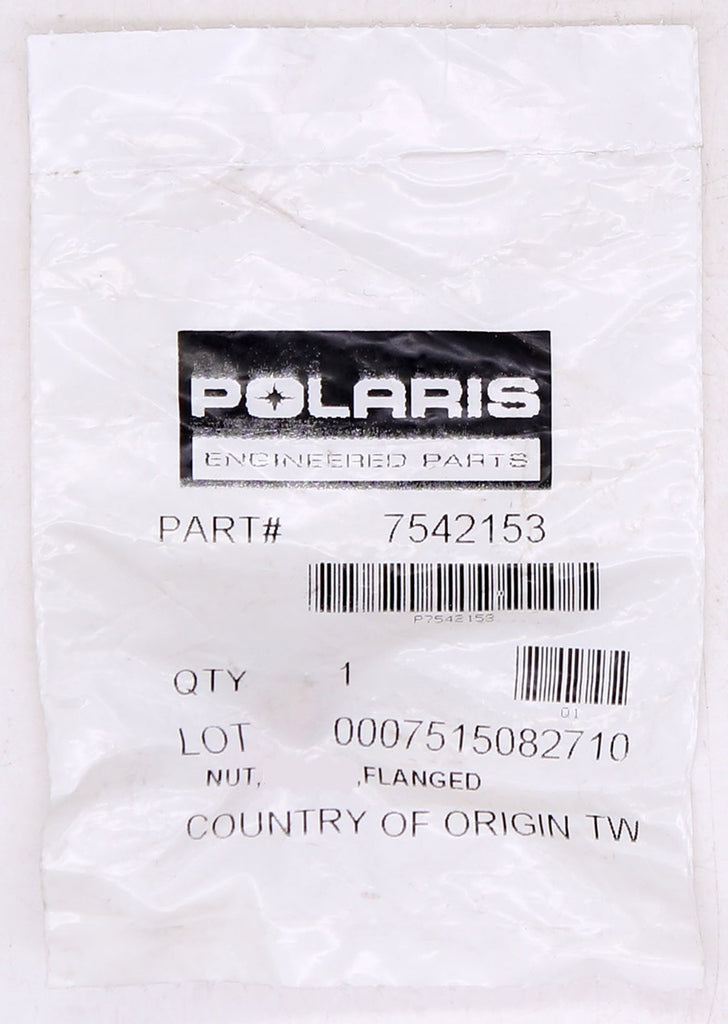 POLARIS
ENGINEERED PARTS
PART# 7542153
P7542153
QTY 1
01
LOT 0007515082710
NUT, ,FLANGED
COUNTRY OF ORIGIN TW